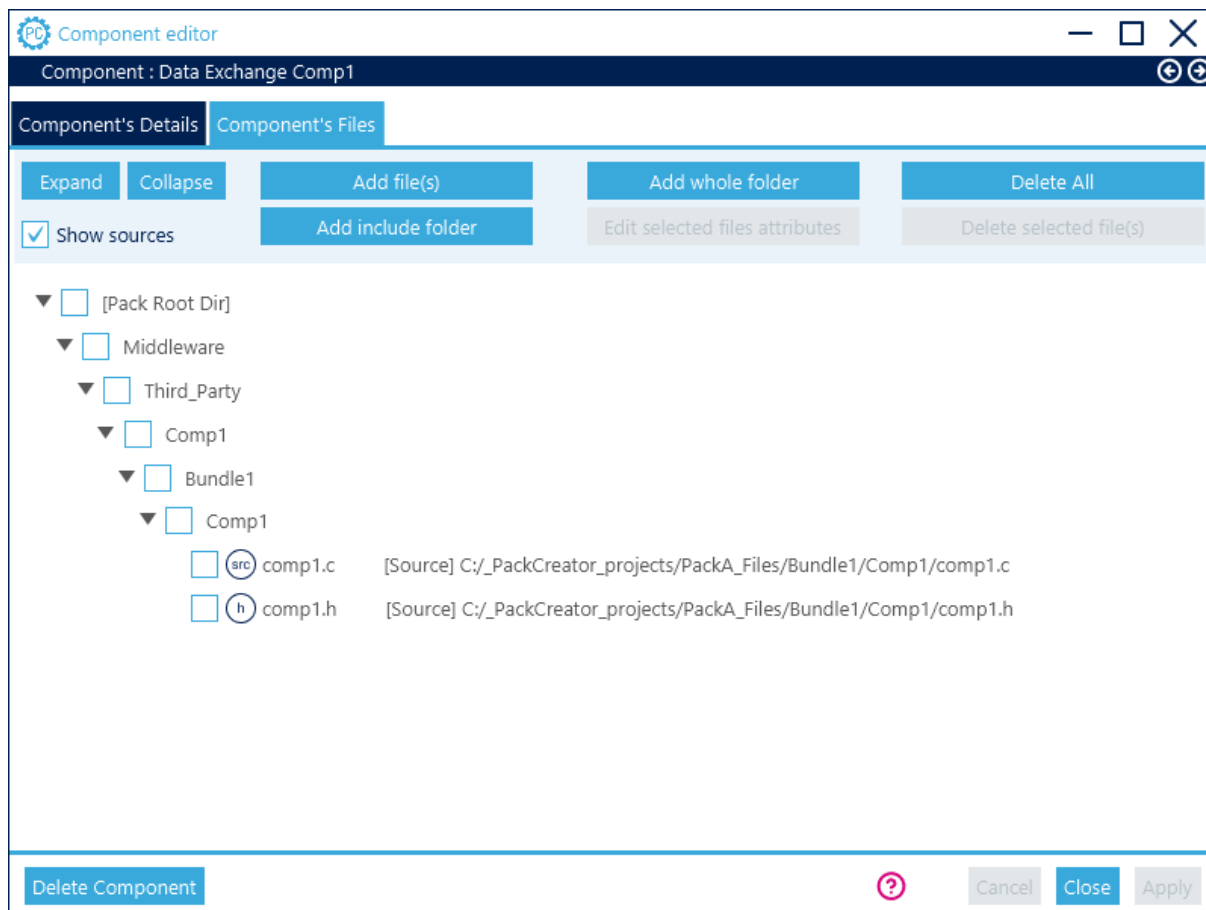 PC Component editor
Component : Data Exchange Comp1
Component's Details Component's Files
Expand Collapse Add file(s) Add whole folder Delete All
Show sources Add include folder Edit selected files attributes Delete selected file(s)
[Pack Root Dir]
Middleware
Third_Party
Comp1
Bundle1
Comp1
src comp1.c [Source] C:/_PackCreator_projects/PackA_Files/Bundle1/Comp1/comp1.c
h comp1.h [Source] C:/_PackCreator_projects/PackA_Files/Bundle1/Comp1/comp1.h
Delete Component ? Cancel Close Apply